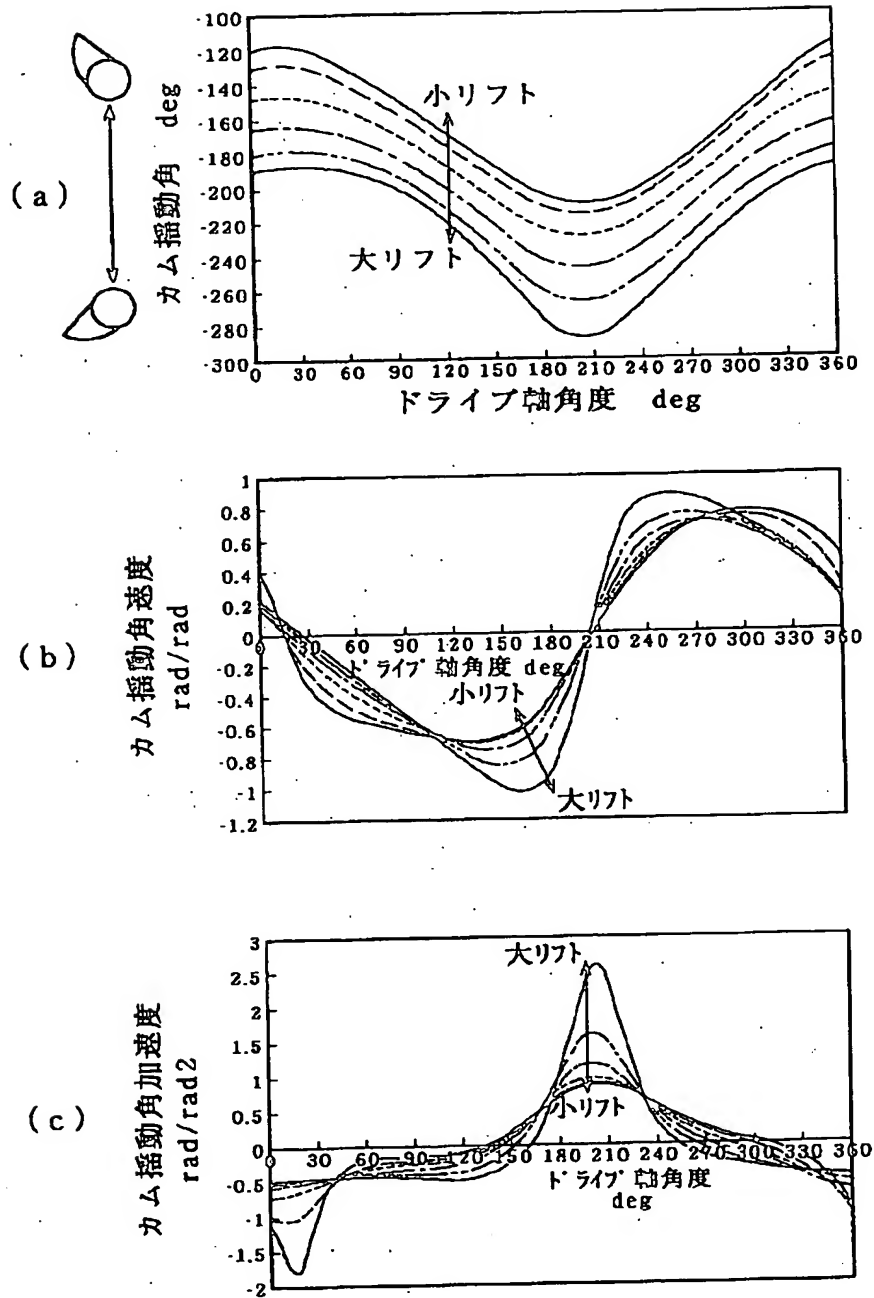 (a)
カム揺動角 deg
-100
-120
-140
-160
-180
-200
-220
-240
-260
-280
-300
小リフト
大リフト
0 30 60 90 120 150 180 210 240 270 300 330 360
ドライブ軸角度 deg
(b)
カム揺動角速度
rad/rad
1
0.8
0.6
0.4
0.2
0
-0.2
-0.4
-0.6
-0.8
-1
-1.2
0 30 60 90 120 150 180 210 240 270 300 330 360
ドライブ軸角度 deg
小リフト
大リフト
(c)
カム揺動角加速度
rad/rad2
3
2.5
2
1.5
1
0.5
0
-0.5
-1
-1.5
-2
大リフト
小リフト
0 30 60 90 120 150 180 210 240 270 300 330 360
ドライブ軸角度
deg